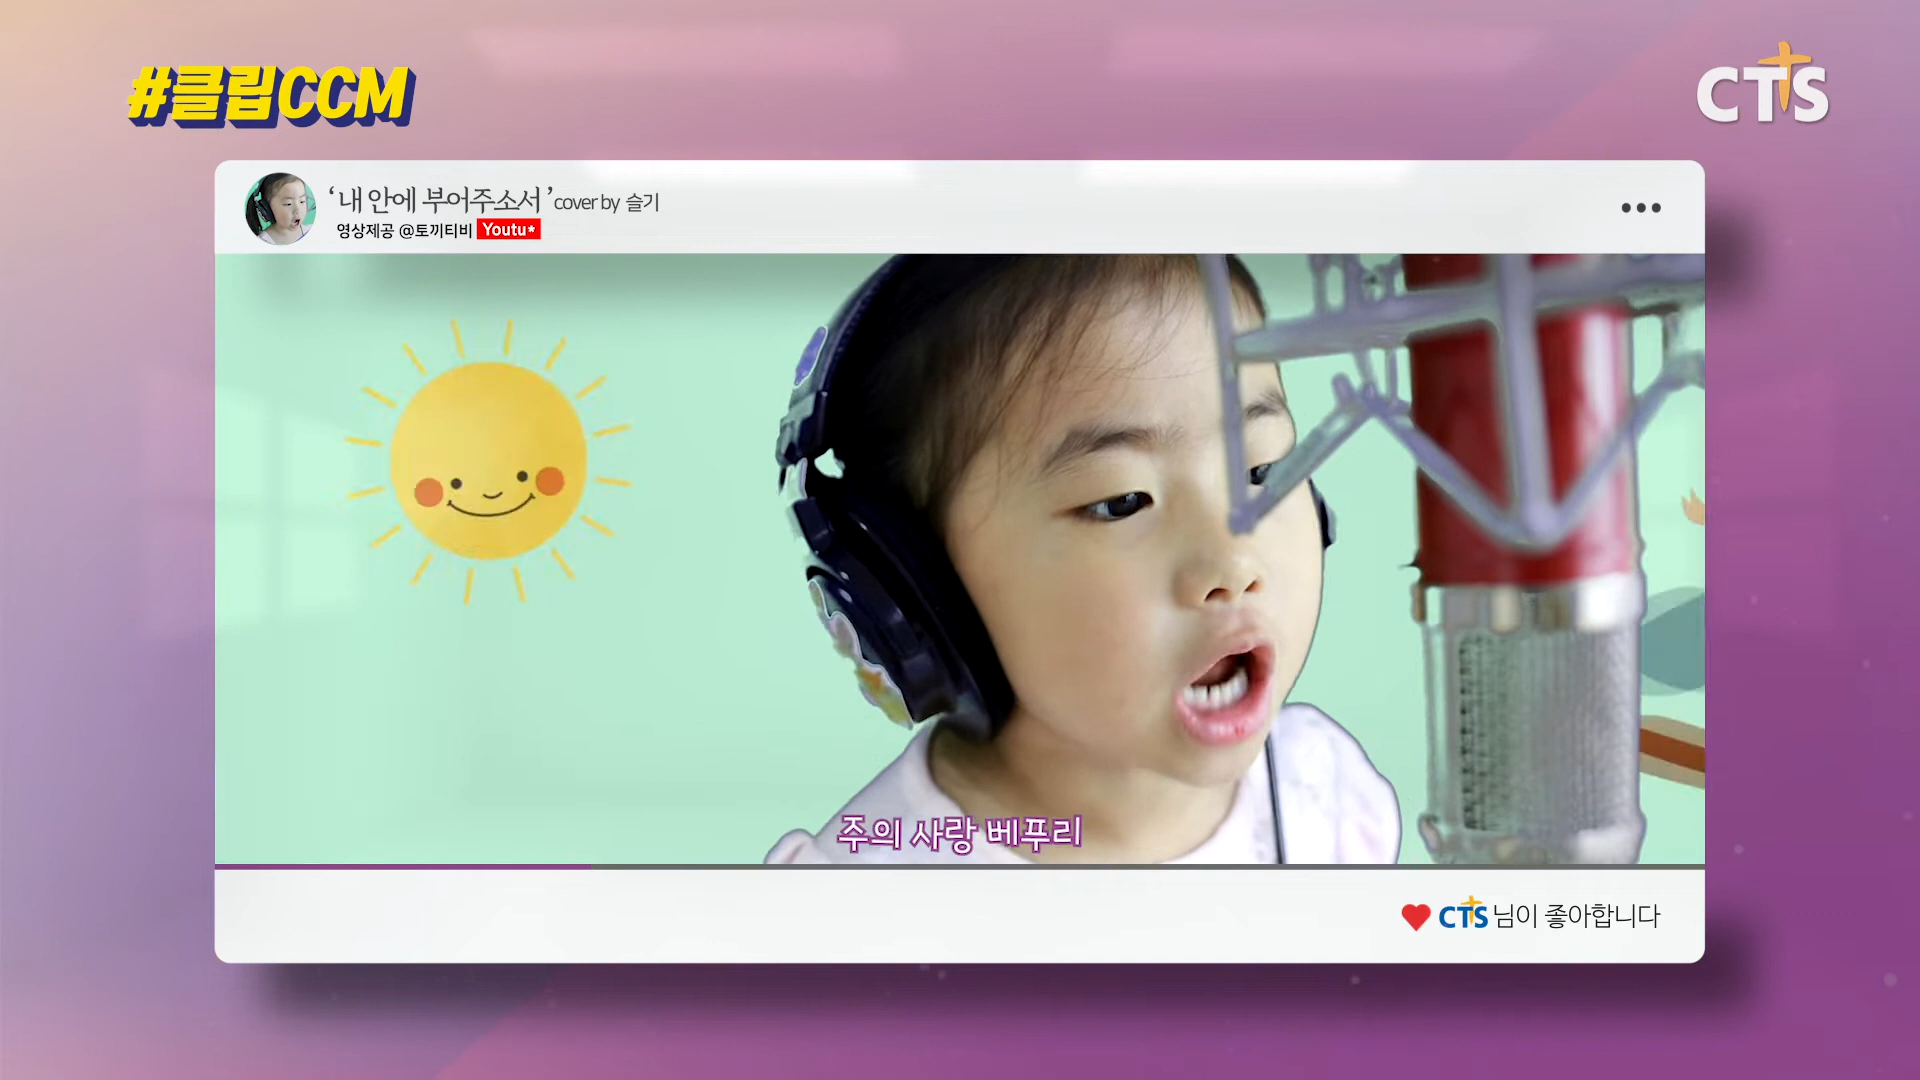 #클립CCM
CTS
‘내 안에 부어주소서’ cover by 슬기
영상제공 @토끼티비 Youtu*
주의 사랑 베푸리
CTS 님이 좋아합니다